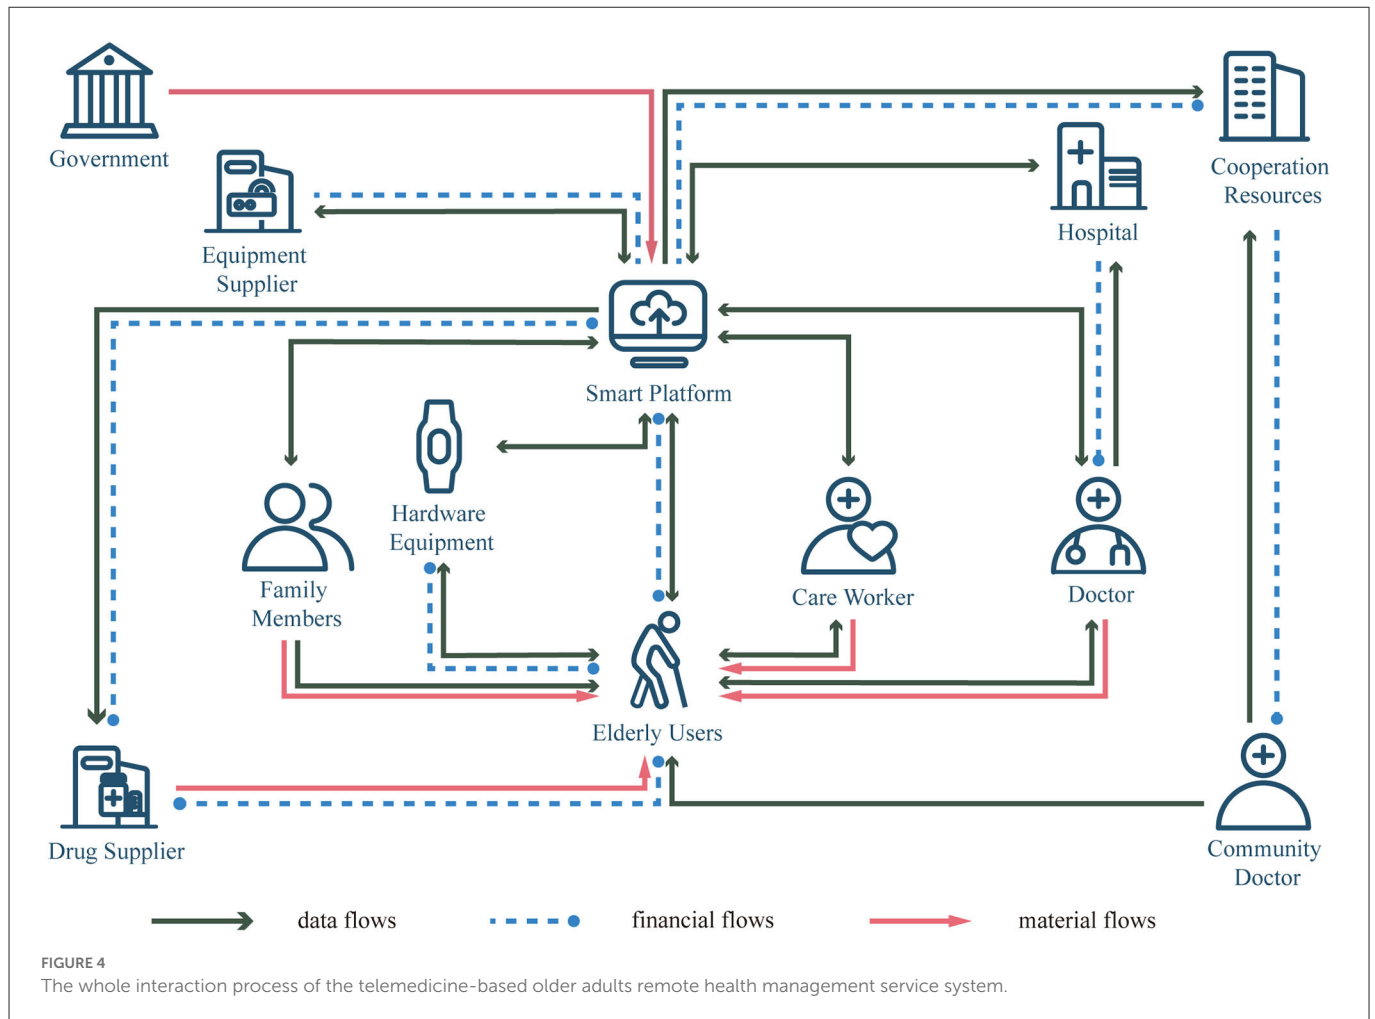 Government
Equipment
Supplier
Cooperation
Resources
Hospital
Smart Platform
Hardware
Equipment
Family
Members
Care Worker
Doctor
Elderly Users
Drug Supplier
Community
Doctor
data flows
financial flows
material flows
FIGURE 4
The whole interaction process of the telemedicine-based older adults remote health management service system.